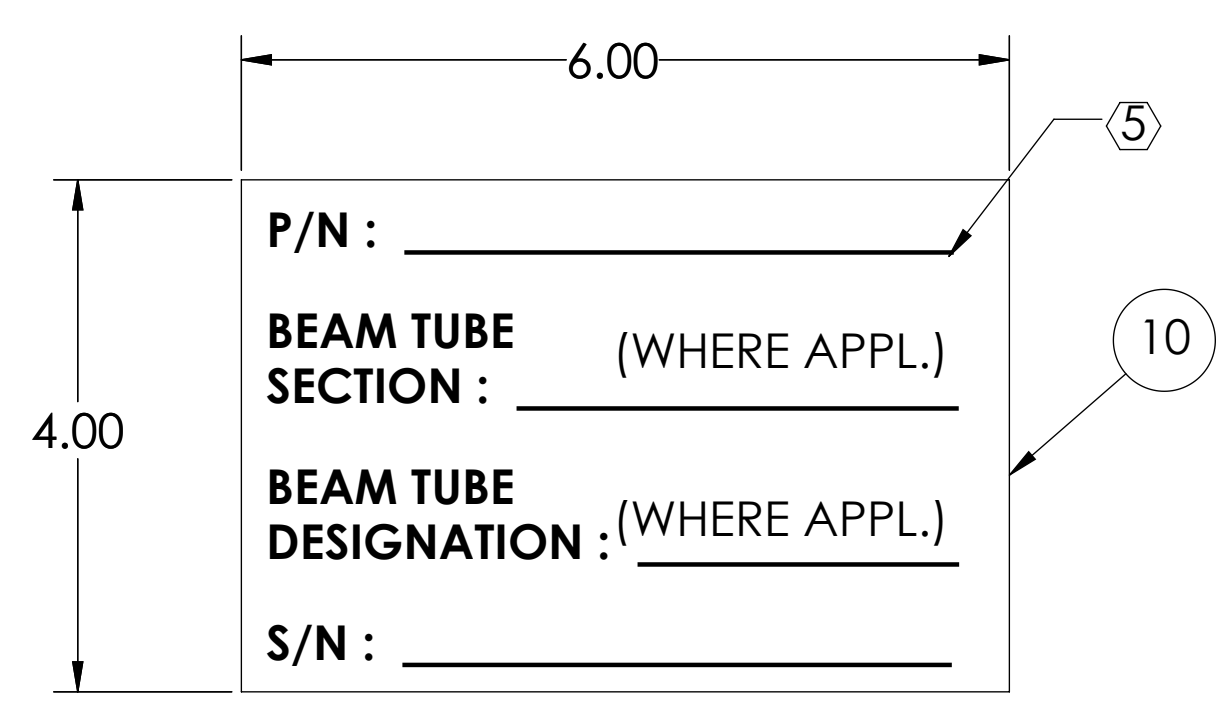 6.00
5
P/N :
BEAM TUBE
SECTION : (WHERE APPL.)
10
4.00
BEAM TUBE
DESIGNATION : (WHERE APPL.)
S/N :